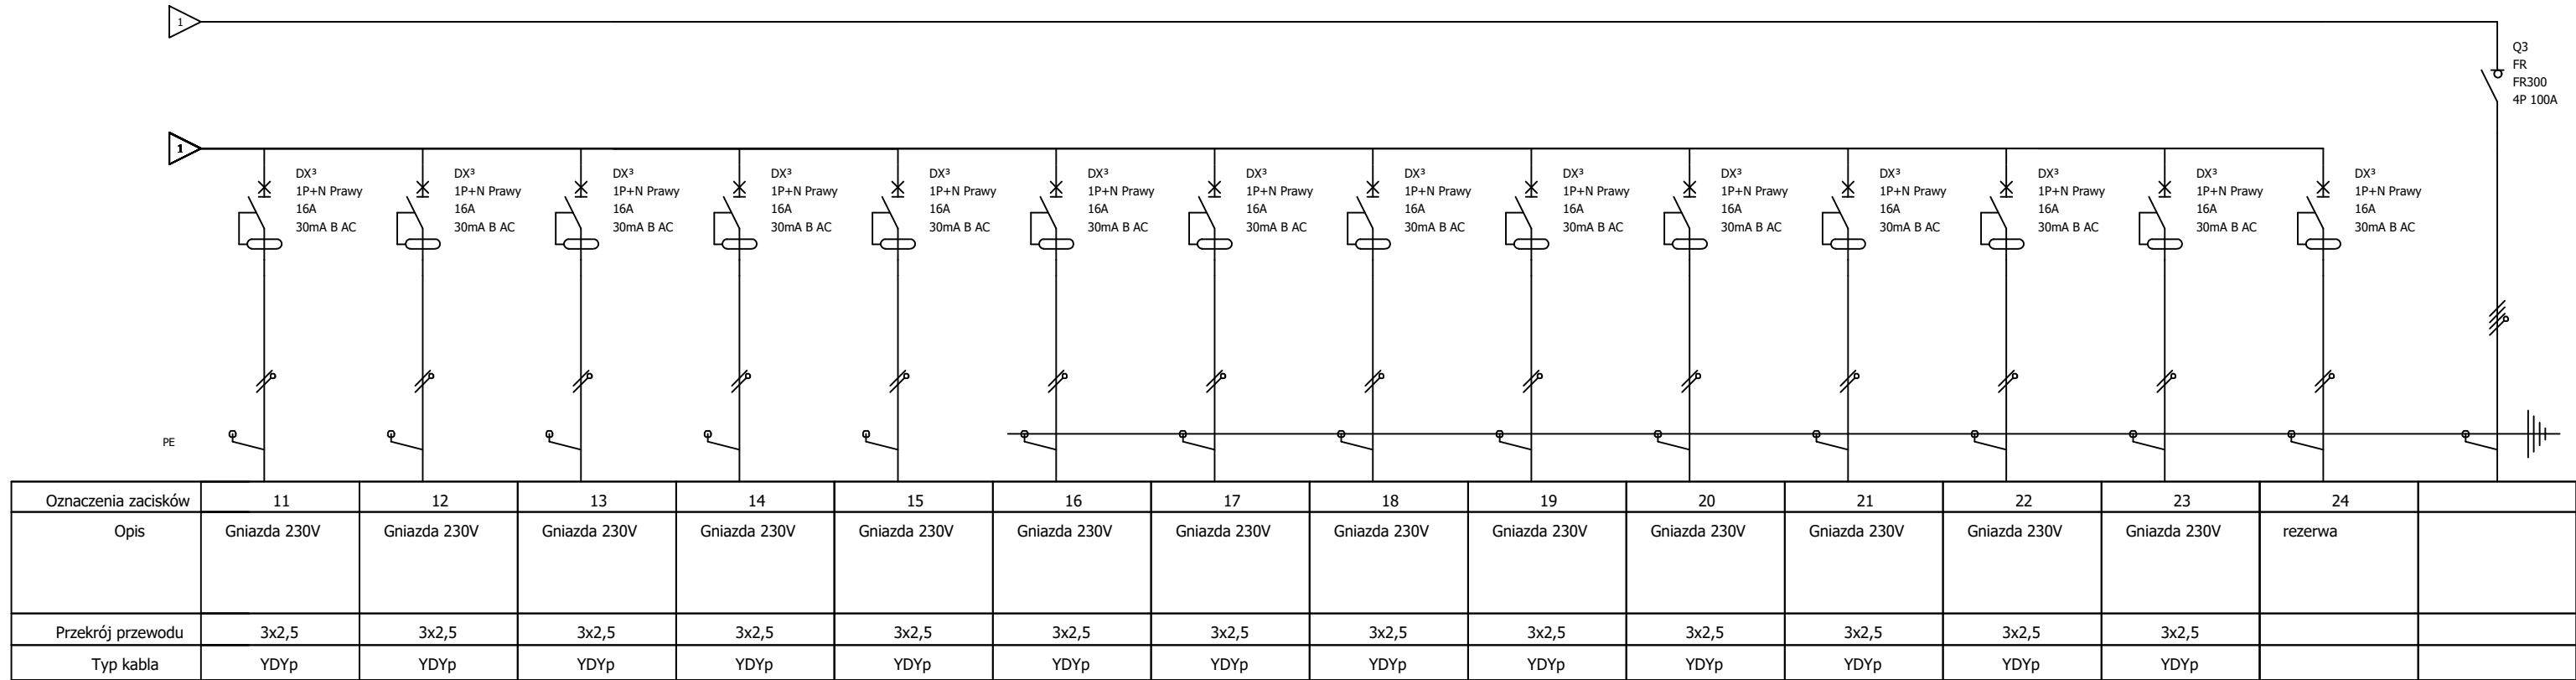 1
Q3
FR
FR300
4P 100A
1
DX³
1P+N Prawy
16A
30mA B AC
DX³
1P+N Prawy
16A
30mA B AC
DX³
1P+N Prawy
16A
30mA B AC
DX³
1P+N Prawy
16A
30mA B AC
DX³
1P+N Prawy
16A
30mA B AC
DX³
1P+N Prawy
16A
30mA B AC
DX³
1P+N Prawy
16A
30mA B AC
DX³
1P+N Prawy
16A
30mA B AC
DX³
1P+N Prawy
16A
30mA B AC
DX³
1P+N Prawy
16A
30mA B AC
DX³
1P+N Prawy
16A
30mA B AC
DX³
1P+N Prawy
16A
30mA B AC
DX³
1P+N Prawy
16A
30mA B AC
DX³
1P+N Prawy
16A
30mA B AC
PE
Oznaczenia zacisków 11 12 13 14 15 16 17 18 19 20 21 22 23 24
Opis Gniazda 230V Gniazda 230V Gniazda 230V Gniazda 230V Gniazda 230V Gniazda 230V Gniazda 230V Gniazda 230V Gniazda 230V Gniazda 230V Gniazda 230V Gniazda 230V Gniazda 230V rezerwa
Przekrój przewodu 3x2,5 3x2,5 3x2,5 3x2,5 3x2,5 3x2,5 3x2,5 3x2,5 3x2,5 3x2,5 3x2,5 3x2,5 3x2,5
Typ kabla YDYp YDYp YDYp YDYp YDYp YDYp YDYp YDYp YDYp YDYp YDYp YDYp YDYp